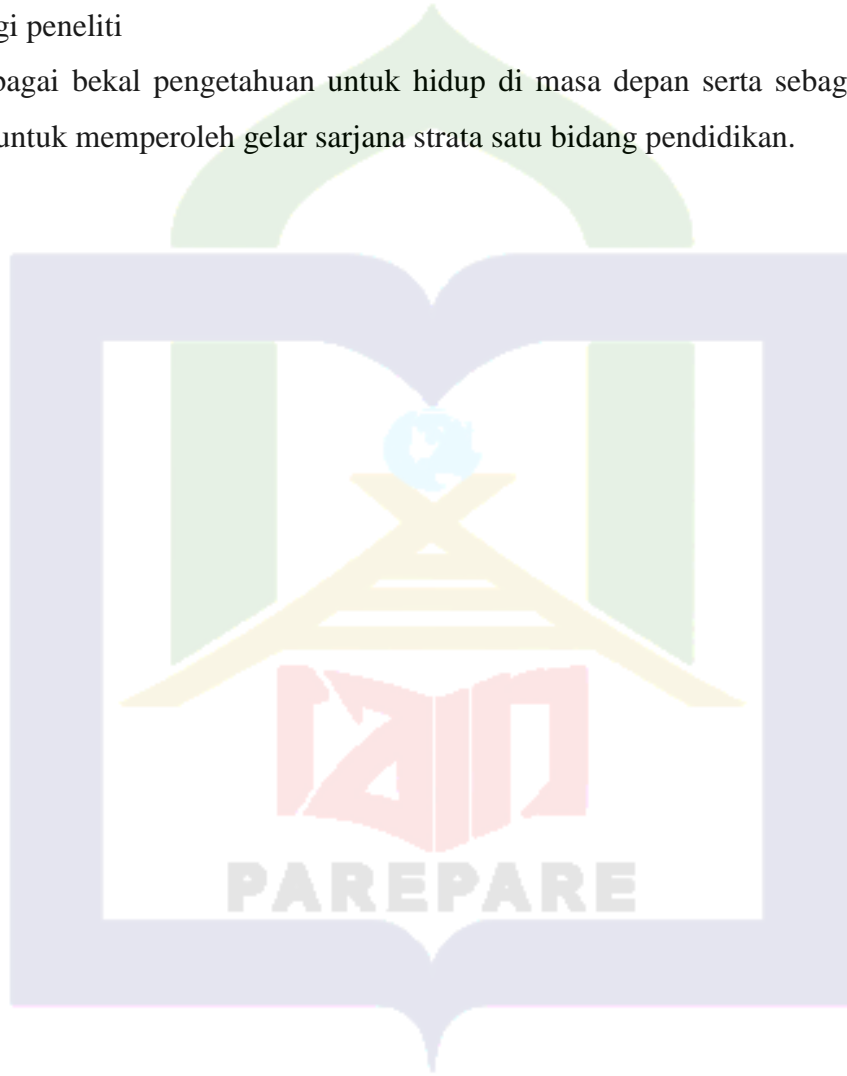 gi peneliti
bagai bekal pengetahuan untuk hidup di masa depan serta sebag
untuk memperoleh gelar sarjana strata satu bidang pendidikan.
iain
PAREPARE